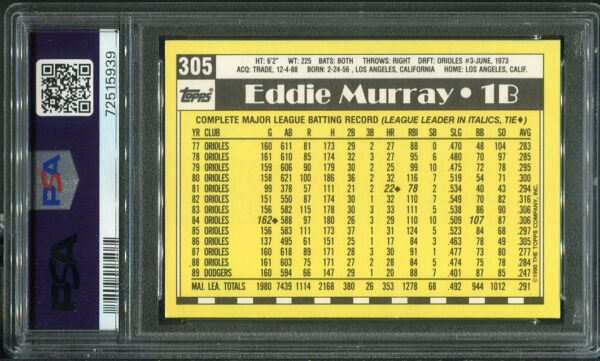 72515939
PSA
PSA
305
HT: 6'2" WT: 225 BATS: BOTH THROWS: RIGHT DRFT: ORIOLES #3-JUNE, 1973
ACQ: TRADE, 12-4-88 BORN: 2-24-56, LOS ANGELES, CALIFORNIA HOME: LOS ANGELES, CALIF.
Topps Eddie Murray • 1B
COMPLETE MAJOR LEAGUE BATTING RECORD (LEAGUE LEADER IN ITALICS, TIE♦)
YR CLUB G AB R H 2B 3B HR RBI SB SLG BB SO AVG
77 ORIOLES 160 611 81 173 29 2 27 88 0 .470 48 104 .283
78 ORIOLES 161 610 85 174 32 3 27 95 6 .480 70 97 .285
79 ORIOLES 159 606 90 179 30 2 25 99 10 .475 72 78 .295
80 ORIOLES 158 621 100 186 36 2 32 116 7 .519 54 71 .300
81 ORIOLES 99 378 57 111 21 2 22♦ 78 2 .534 40 43 .294
82 ORIOLES 151 550 87 174 30 1 32 110 7 .549 70 82 .316
83 ORIOLES 156 582 115 178 30 3 33 111 5 .538 86 90 .306
84 ORIOLES 162♦ 588 97 180 26 3 29 110 10 .509 107 87 .306
85 ORIOLES 156 583 111 173 37 1 31 124 5 .523 84 68 .297
86 ORIOLES 137 495 61 151 25 1 17 84 3 .463 78 49 .305
87 ORIOLES 160 618 89 171 28 3 30 91 1 .477 73 80 .277
88 ORIOLES 161 603 75 171 27 2 28 84 5 .474 75 78 .284
89 DODGERS 160 594 66 147 29 1 20 88 7 .401 87 85 .247
MAJ. LEA. TOTALS 1980 7439 1114 2168 380 26 353 1278 68 .492 944 1012 .291
©1990 THE TOPPS COMPANY, INC.